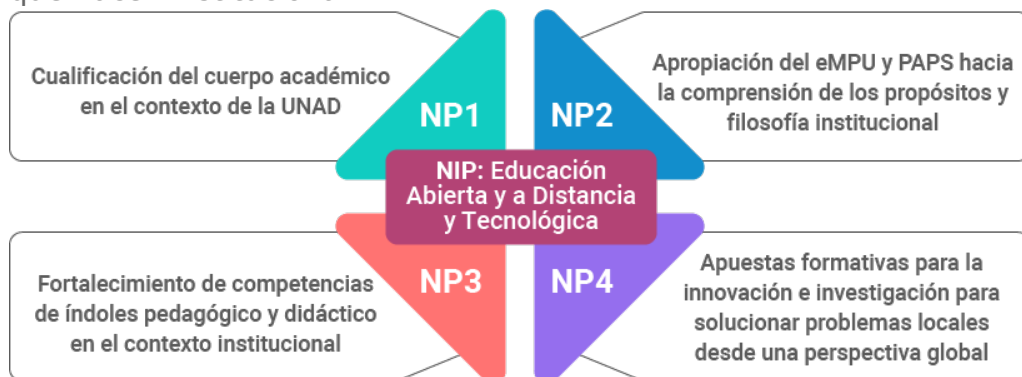 Cualificación del cuerpo académico
en el contexto de la UNAD
NP1
NP2
Apropiación del eMPU y PAPS hacia
la comprensión de los propósitos y
filosofía institucional
NIP: Educación
Abierta y a Distancia
y Tecnológica
Fortalecimiento de competencias
de índoles pedagógico y didáctico
en el contexto institucional
NP3
NP4
Apuestas formativas para la
innovación e investigación para
solucionar problemas locales
desde una perspectiva global